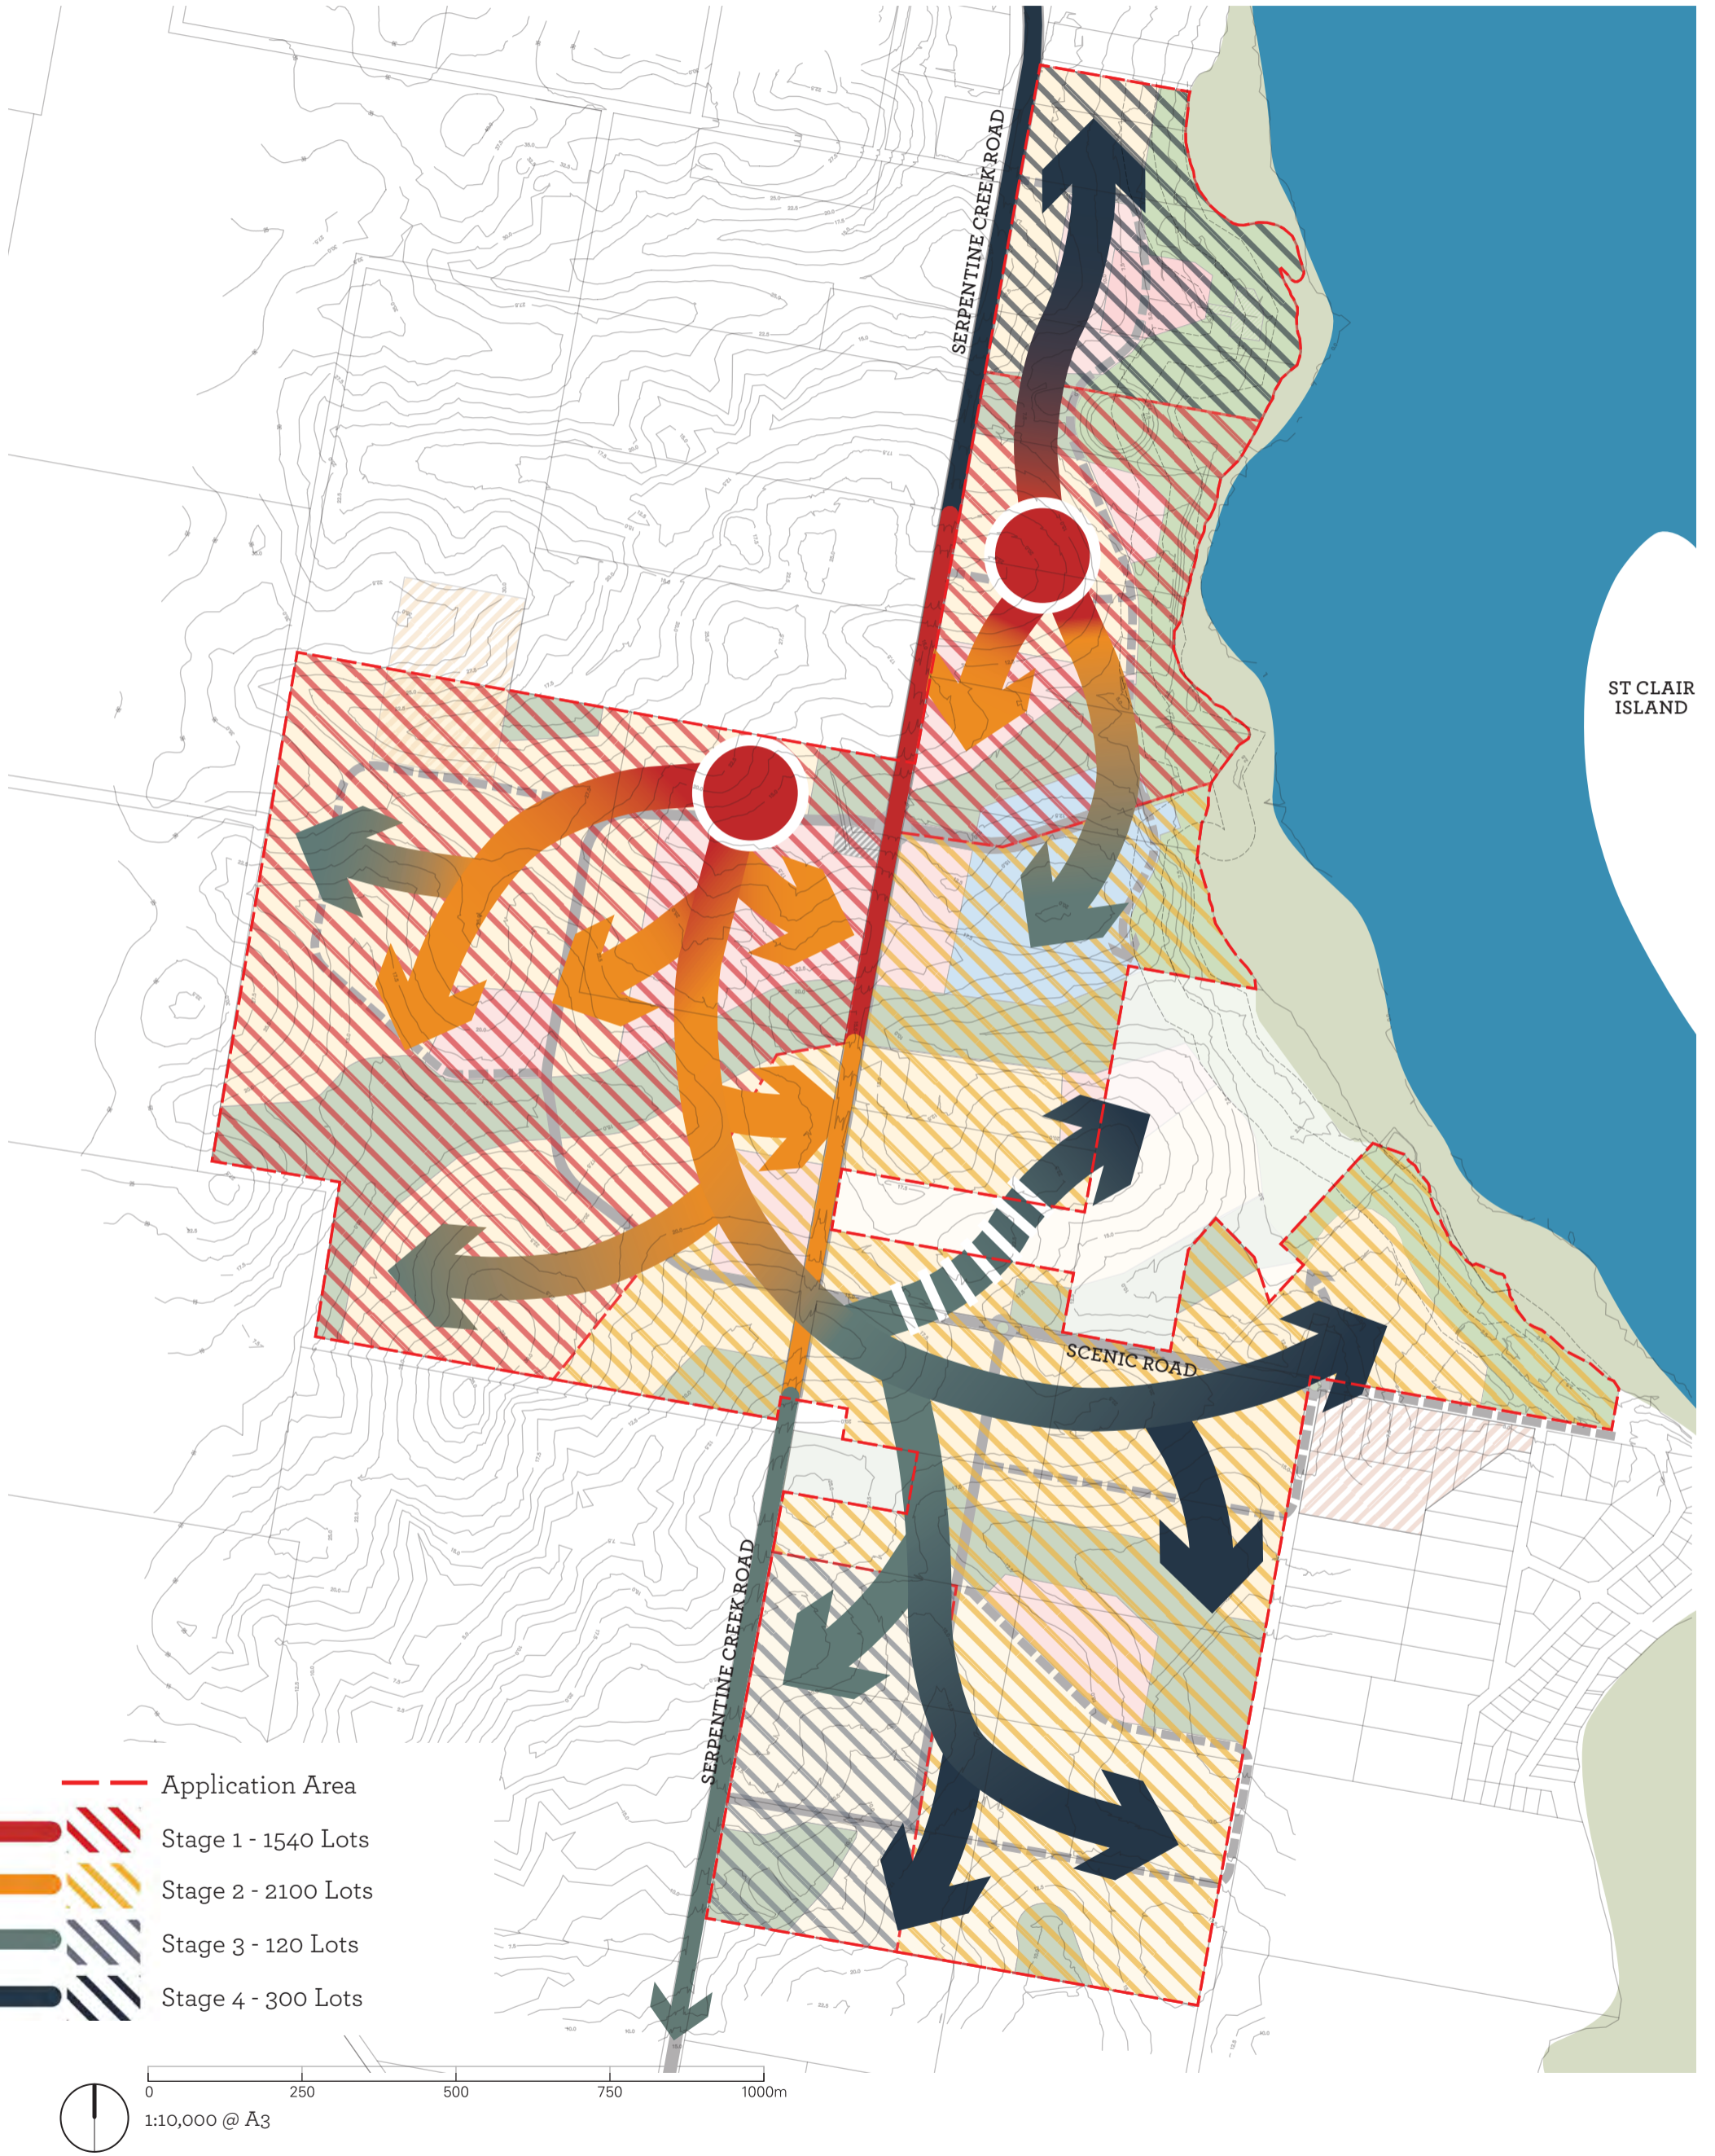 SERPENTINE CREEK ROAD
ST CLAIR
ISLAND
SCENIC ROAD
SERPENTINE CREEK ROAD
Application Area
Stage 1 - 1540 Lots
Stage 2 - 2100 Lots
Stage 3 - 120 Lots
Stage 4 - 300 Lots
0 250 500 750 1000m
1:10,000 @ A3